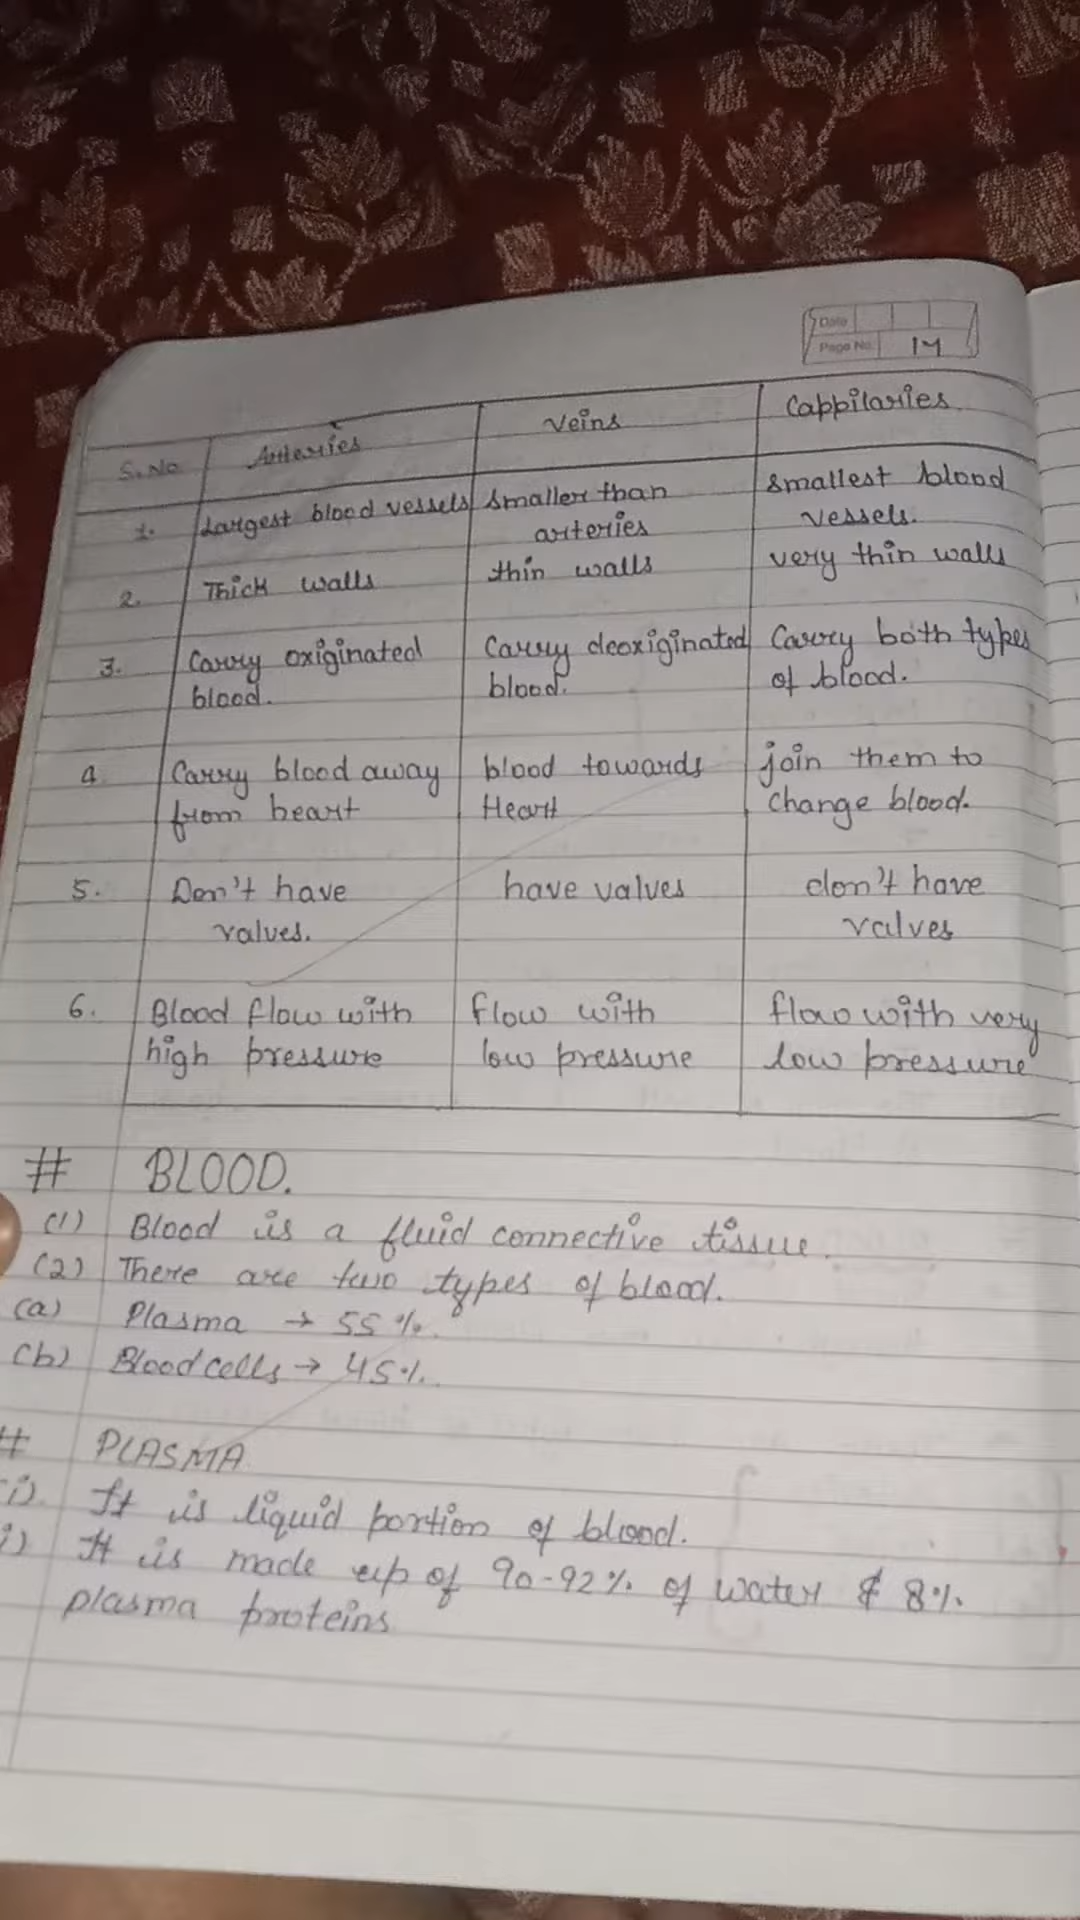 Date
Page No. 14
S.No Arteries Veins Cappilaries
1. Largest blood vessels smaller than smallest blood
arteries vessels.
2. Thick walls thin walls very thin walls
3. Carry oxiginated Carry deoxiginated Carry both types
blood. blood. of blood.
4. Carry blood away blood towards join them to
from heart Heart change blood.
5. Don't have have valves don't have
valves. valves
6. Blood flow with flow with flow with very
high pressure low pressure low pressure
# BLOOD.
(1) Blood is a fluid connective tissue.
(2) There are two types of blood.
(a) Plasma → 55%.
(b) Blood cells → 45%.
# PLASMA
i) It is liquid portion of blood.
i) It is made up of 90-92% of water & 8%
plasma proteins